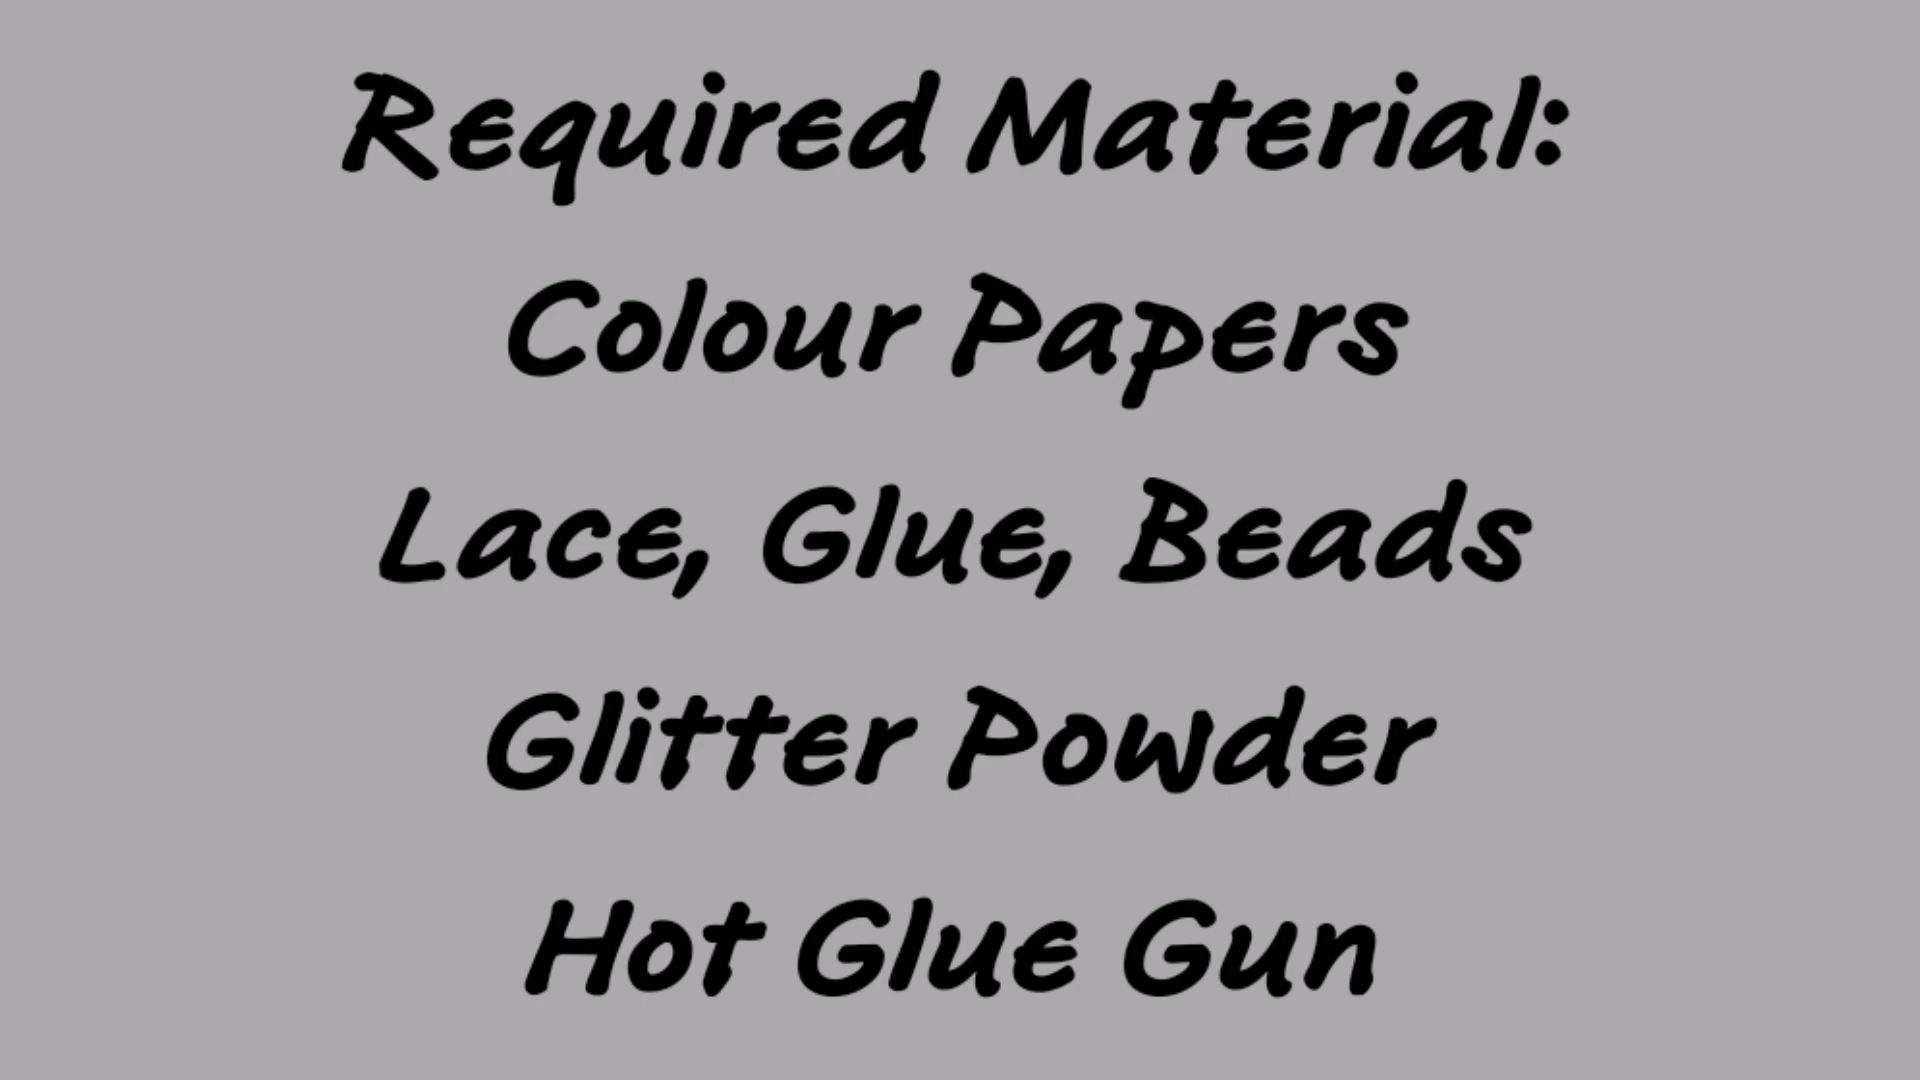 Required Material:
Colour Papers
Lace, Glue, Beads
Glitter Powder
Hot Glue Gun